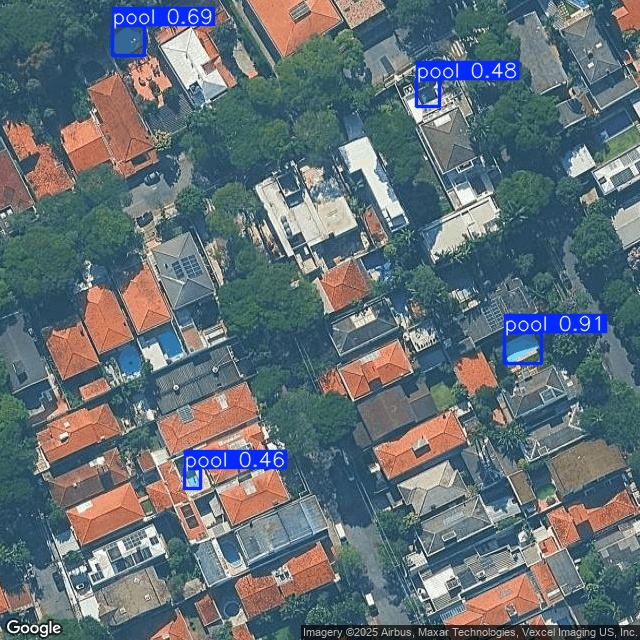 pool 0.69
pool 0.48
pool 0.91
pool 0.46
Google
Imagery ©2025 Airbus, Maxar Technologies, Vexcel Imaging US, Inc.